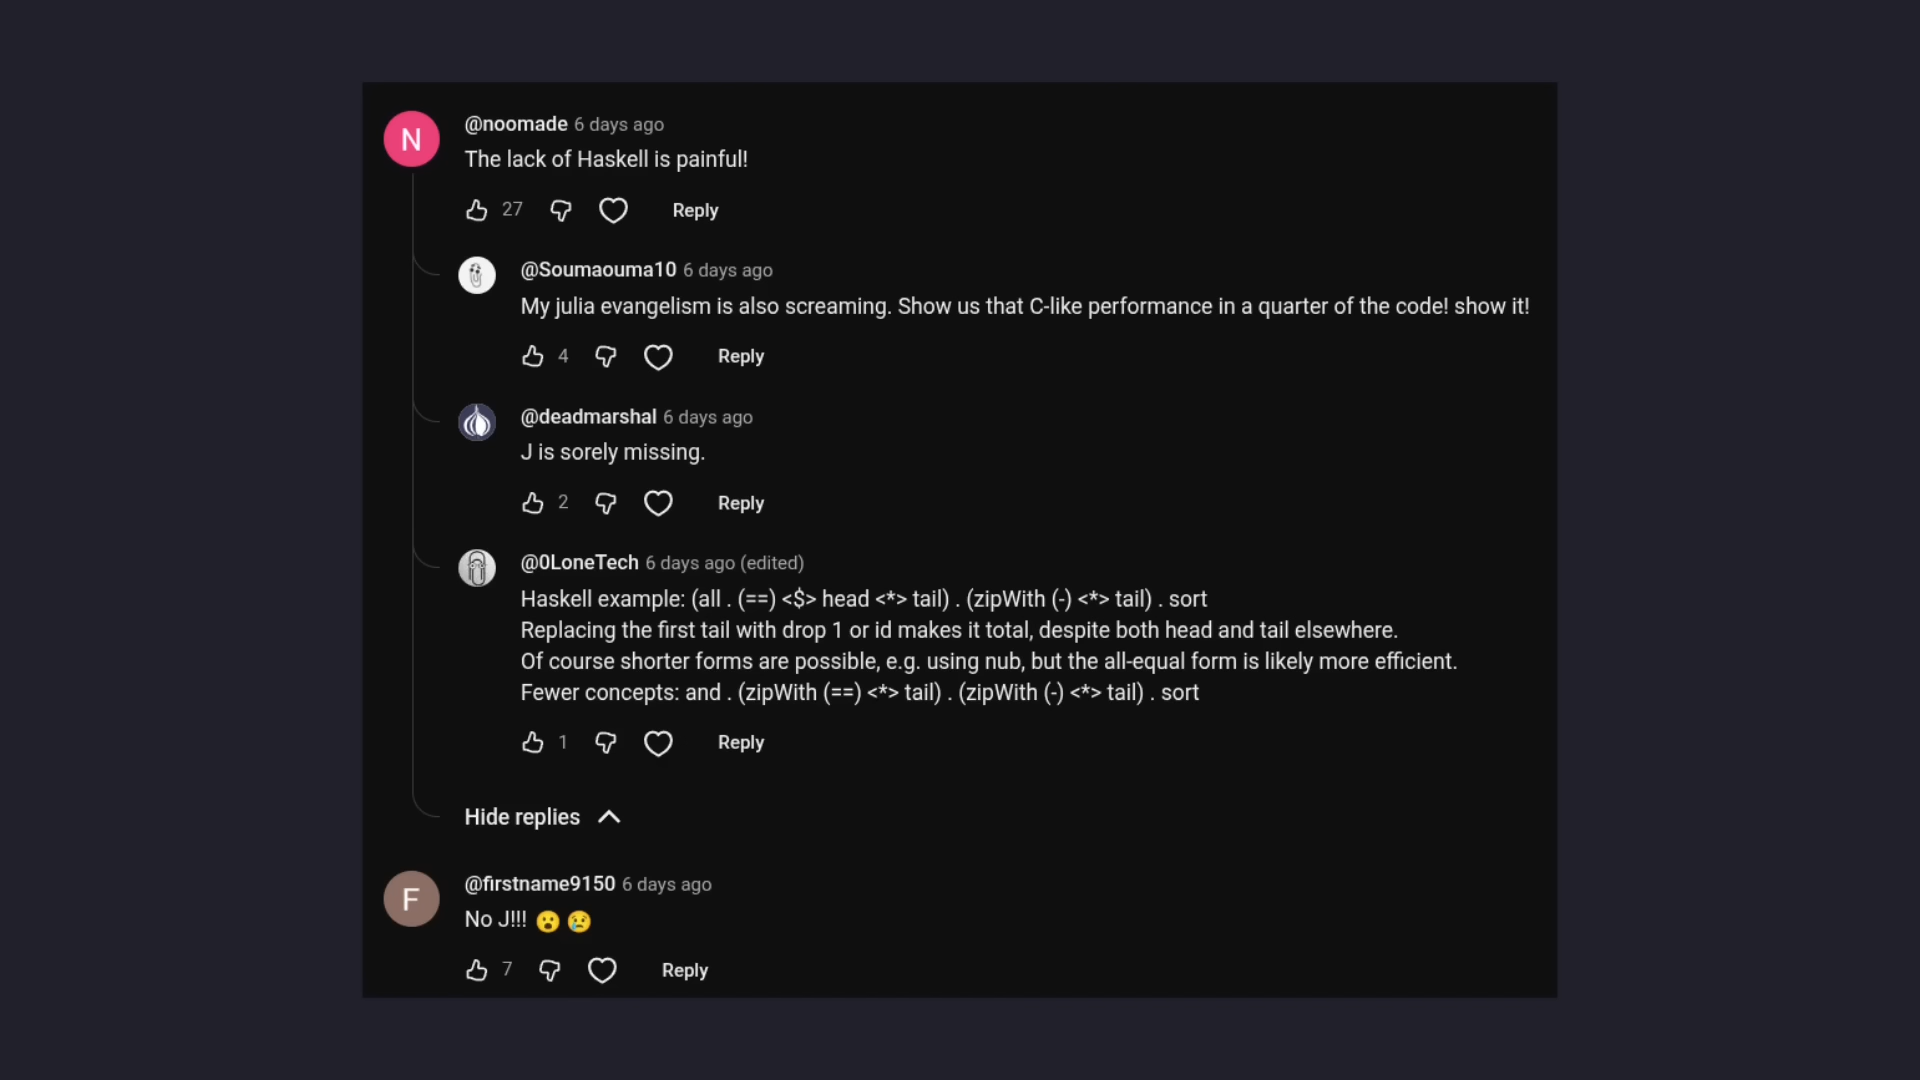 N
@noomade 6 days ago
The lack of Haskell is painful!
27 Reply
@Soumaouma10 6 days ago
My julia evangelism is also screaming. Show us that C-like performance in a quarter of the code! show it!
4 Reply
@deadmarshal 6 days ago
J is sorely missing.
2 Reply
@0LoneTech 6 days ago (edited)
Haskell example: (all . (==) <$> head <*> tail) . (zipWith (-) <*> tail) . sort
Replacing the first tail with drop 1 or id makes it total, despite both head and tail elsewhere.
Of course shorter forms are possible, e.g. using nub, but the all-equal form is likely more efficient.
Fewer concepts: and . (zipWith (==) <*> tail) . (zipWith (-) <*> tail) . sort
1 Reply
Hide replies
F
@firstname9150 6 days ago
No J!!! 😮 😢
7 Reply